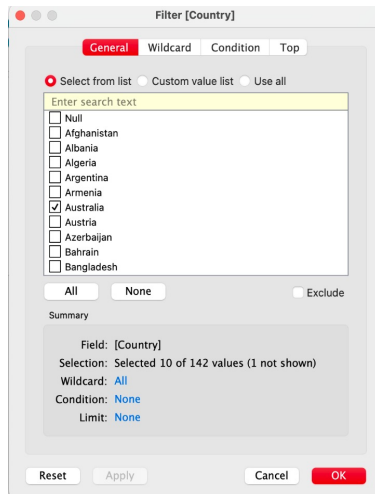 Filter [Country]
General Wildcard Condition Top
Select from list Custom value list Use all
Enter search text
Null
Afghanistan
Albania
Algeria
Argentina
Armenia
Australia
Austria
Azerbaijan
Bahrain
Bangladesh
All None Exclude
Summary
Field: [Country]
Selection: Selected 10 of 142 values (1 not shown)
Wildcard: All
Condition: None
Limit: None
Reset Apply Cancel OK